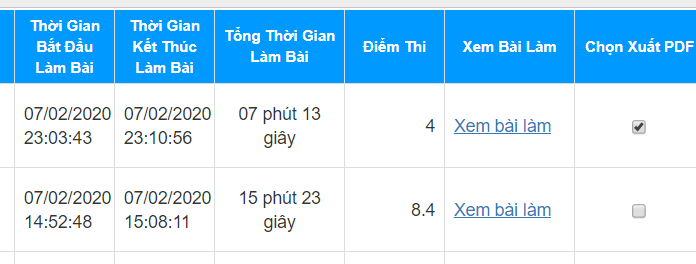 Thời Gian
Bắt Đầu
Làm Bài
Thời Gian
Kết Thúc
Làm Bài
Tổng Thời Gian
Làm Bài
Điểm Thi
Xem Bài Làm
Chọn Xuất PDF
07/02/2020
23:03:43
07/02/2020
23:10:56
07 phút 13
giây
4
Xem bài làm
07/02/2020
14:52:48
07/02/2020
15:08:11
15 phút 23
giây
8.4
Xem bài làm